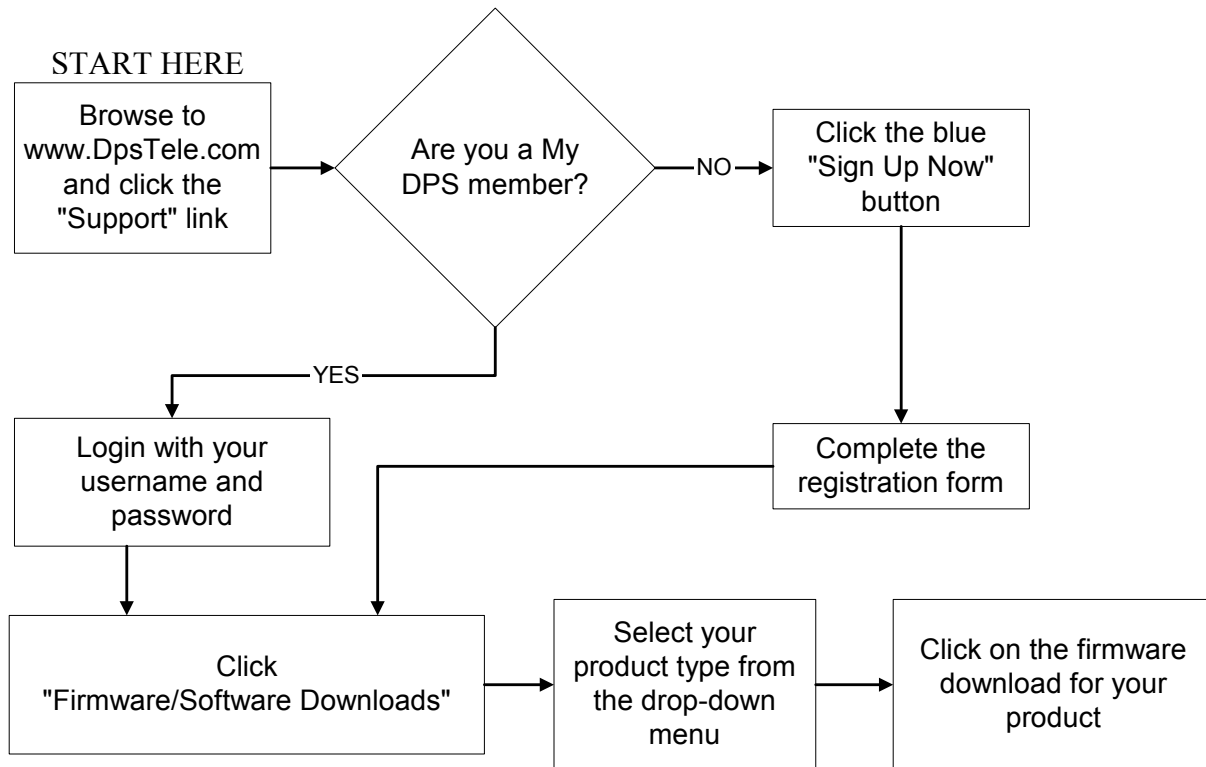 START HERE
Browse to
www.DpsTele.com
and click the
"Support" link
Are you a My
DPS member?
NO
Click the blue
"Sign Up Now"
button
YES
Login with your
username and
password
Complete the
registration form
Click
"Firmware/Software Downloads"
Select your
product type from
the drop-down
menu
Click on the firmware
download for your
product